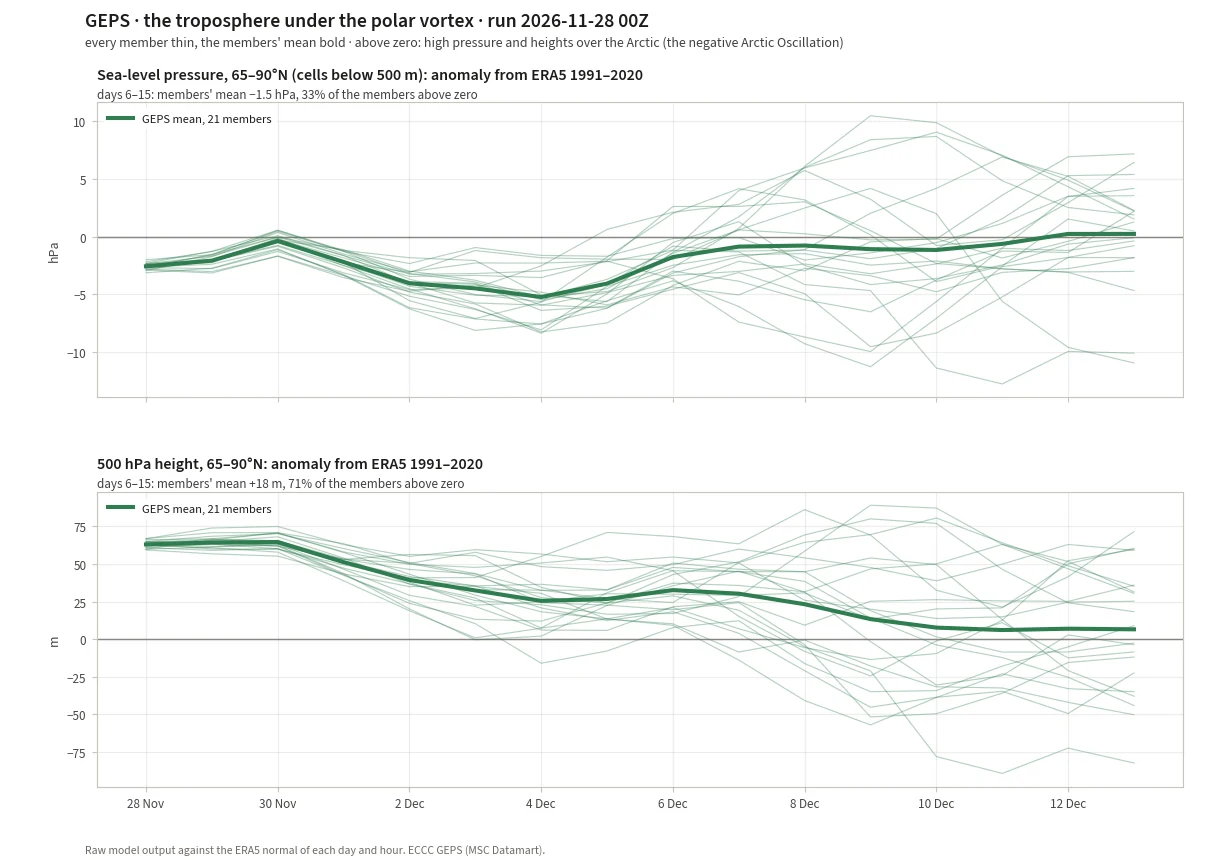 GEPS · the troposphere under the polar vortex · run 2026-11-28 00Z
every member thin, the members' mean bold · above zero: high pressure and heights over the Arctic (the negative Arctic Oscillation)
Sea-level pressure, 65–90°N (cells below 500 m): anomaly from ERA5 1991–2020
days 6–15: members' mean −1.5 hPa, 33% of the members above zero
GEPS mean, 21 members
10
5
0
−5
−10
hPa
500 hPa height, 65–90°N: anomaly from ERA5 1991–2020
days 6–15: members' mean +18 m, 71% of the members above zero
GEPS mean, 21 members
75
50
25
0
−25
−50
−75
m
28 Nov
30 Nov
2 Dec
4 Dec
6 Dec
8 Dec
10 Dec
12 Dec
Raw model output against the ERA5 normal of each day and hour. ECCC GEPS (MSC Datamart).